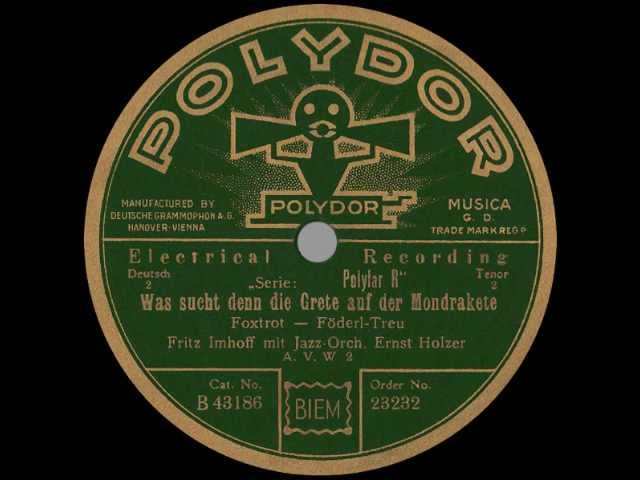 POLYDOR
POLYDOR
MANUFACTURED BY
DEUTSCHE GRAMMOPHON A.G.
HANOVER-VIENNA
MUSICA
G. D.
TRADE MARK REG?
Electrical Recording
Deutsch
2
„Serie: Polyfar R“
Tenor
2
Was sucht denn die Grete auf der Mondrakete
Foxtrot — Föderl-Treu
Fritz Imhoff mit Jazz-Orch. Ernst Holzer
A. V. W 2
Cat. No.
B 43186
BIEM
Order No.
23232